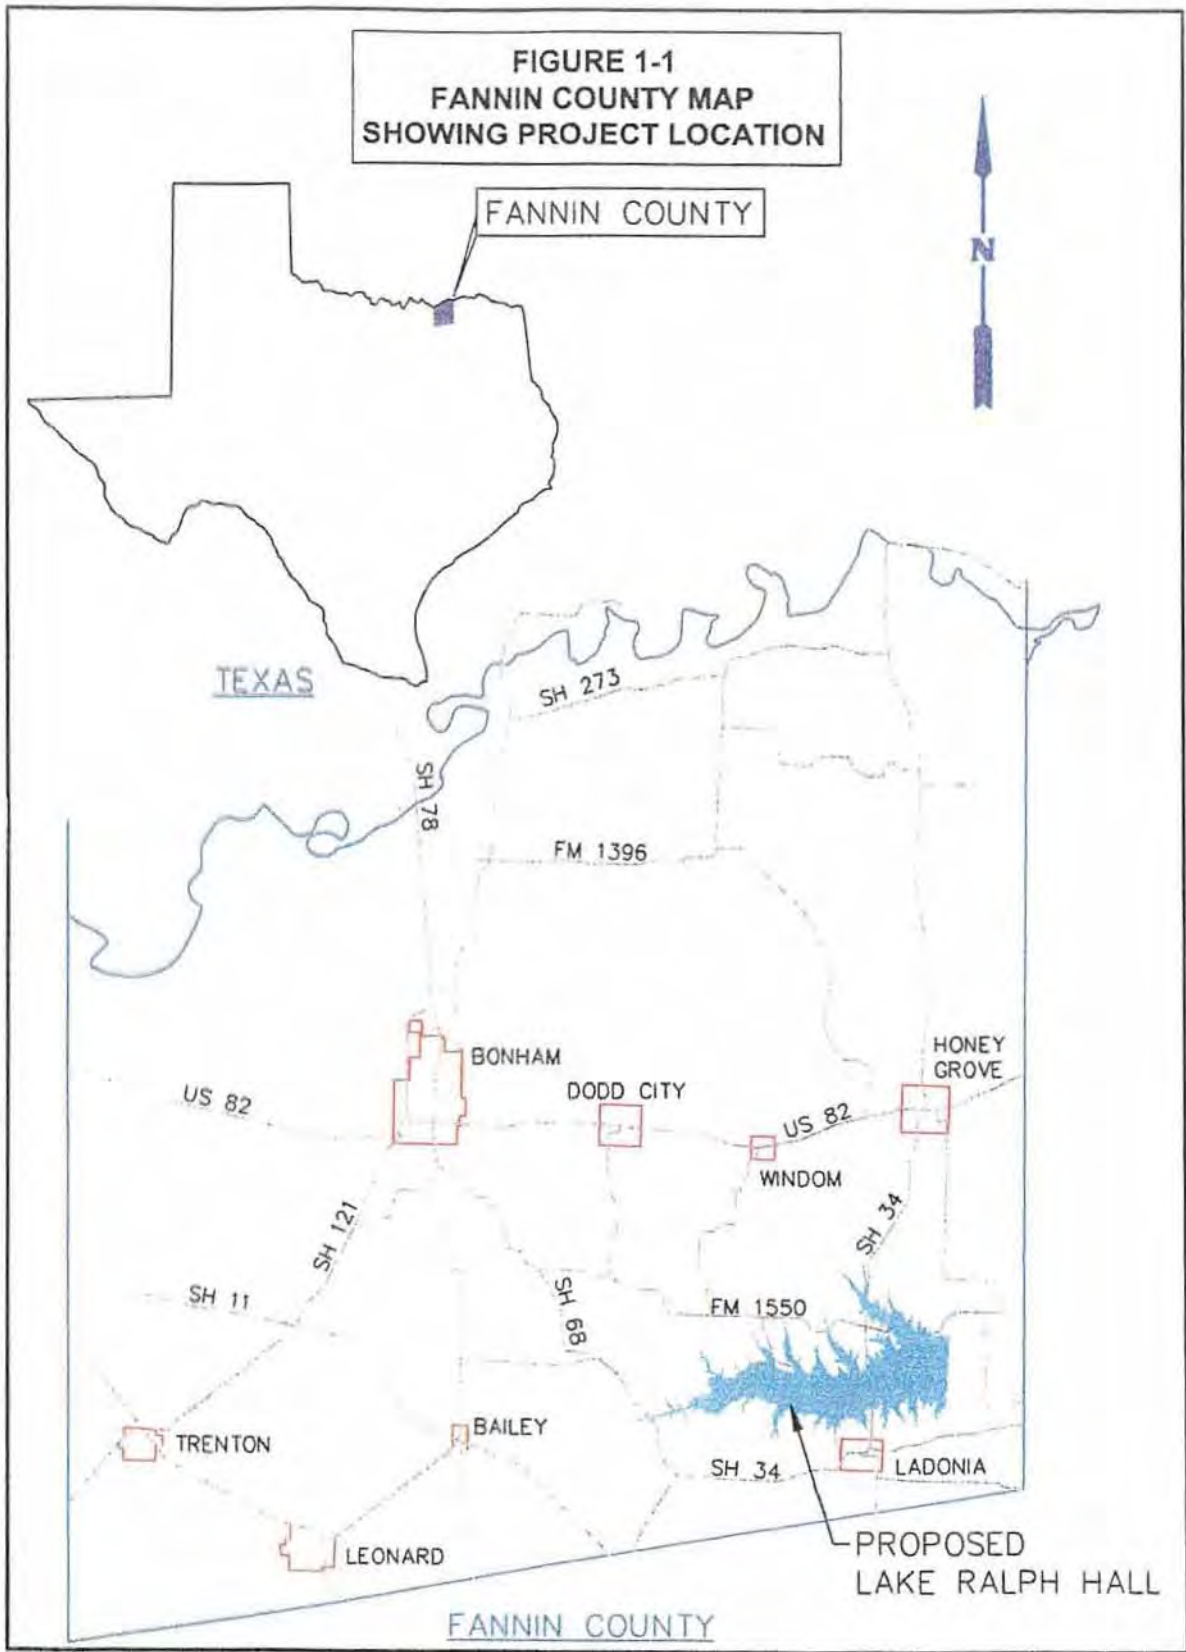 FIGURE 1-1
FANNIN COUNTY MAP
SHOWING PROJECT LOCATION
FANNIN COUNTY
N
TEXAS
SH 273
SH 78
FM 1396
BONHAM
HONEY
GROVE
DODD CITY
US 82
US 82
WINDOM
SH 121
SH 34
SH 11
SH 68
FM 1550
TRENTON
BAILEY
SH 34
LADONIA
LEONARD
PROPOSED
LAKE RALPH HALL
FANNIN COUNTY